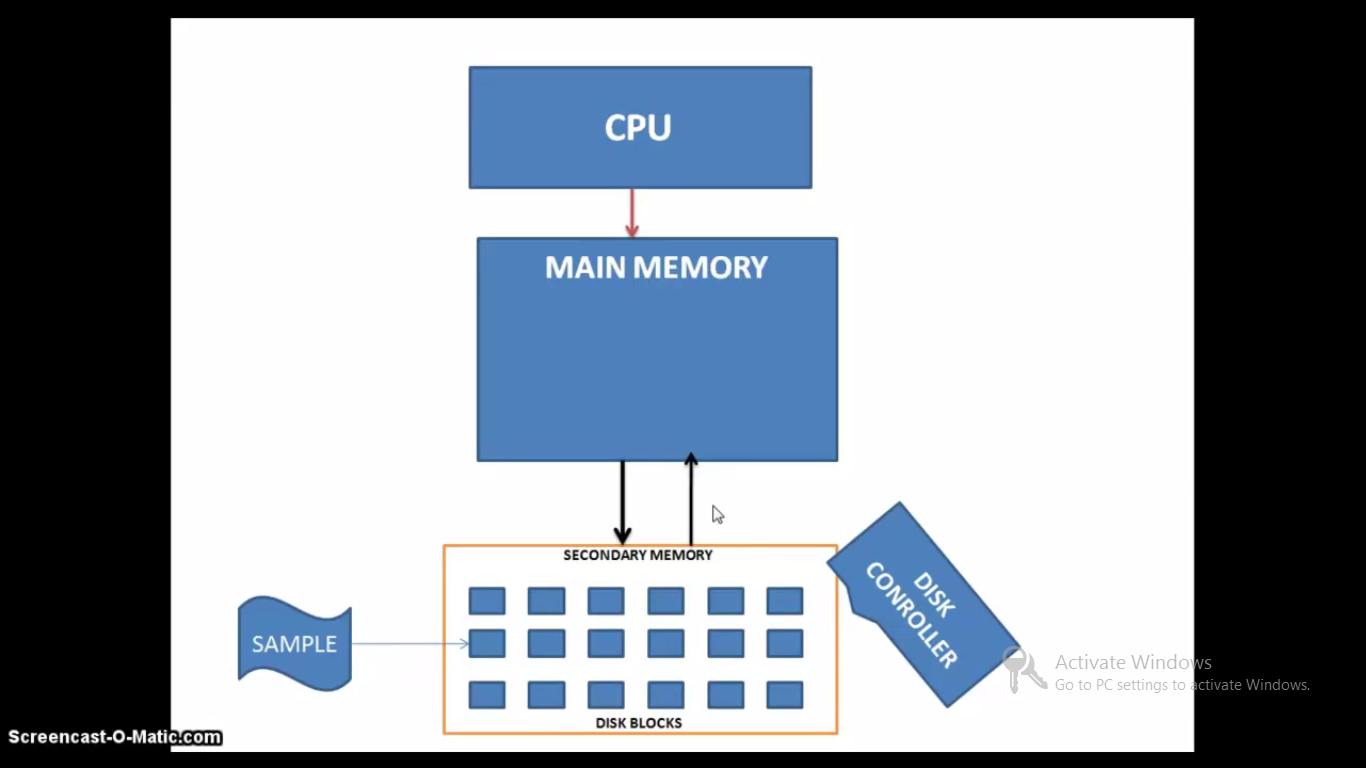 CPU
MAIN MEMORY
SECONDARY MEMORY
SAMPLE
DISK BLOCKS
DISK
CONROLLER
Activate Windows
Go to PC settings to activate Windows.
Screencast-O-Matic.com